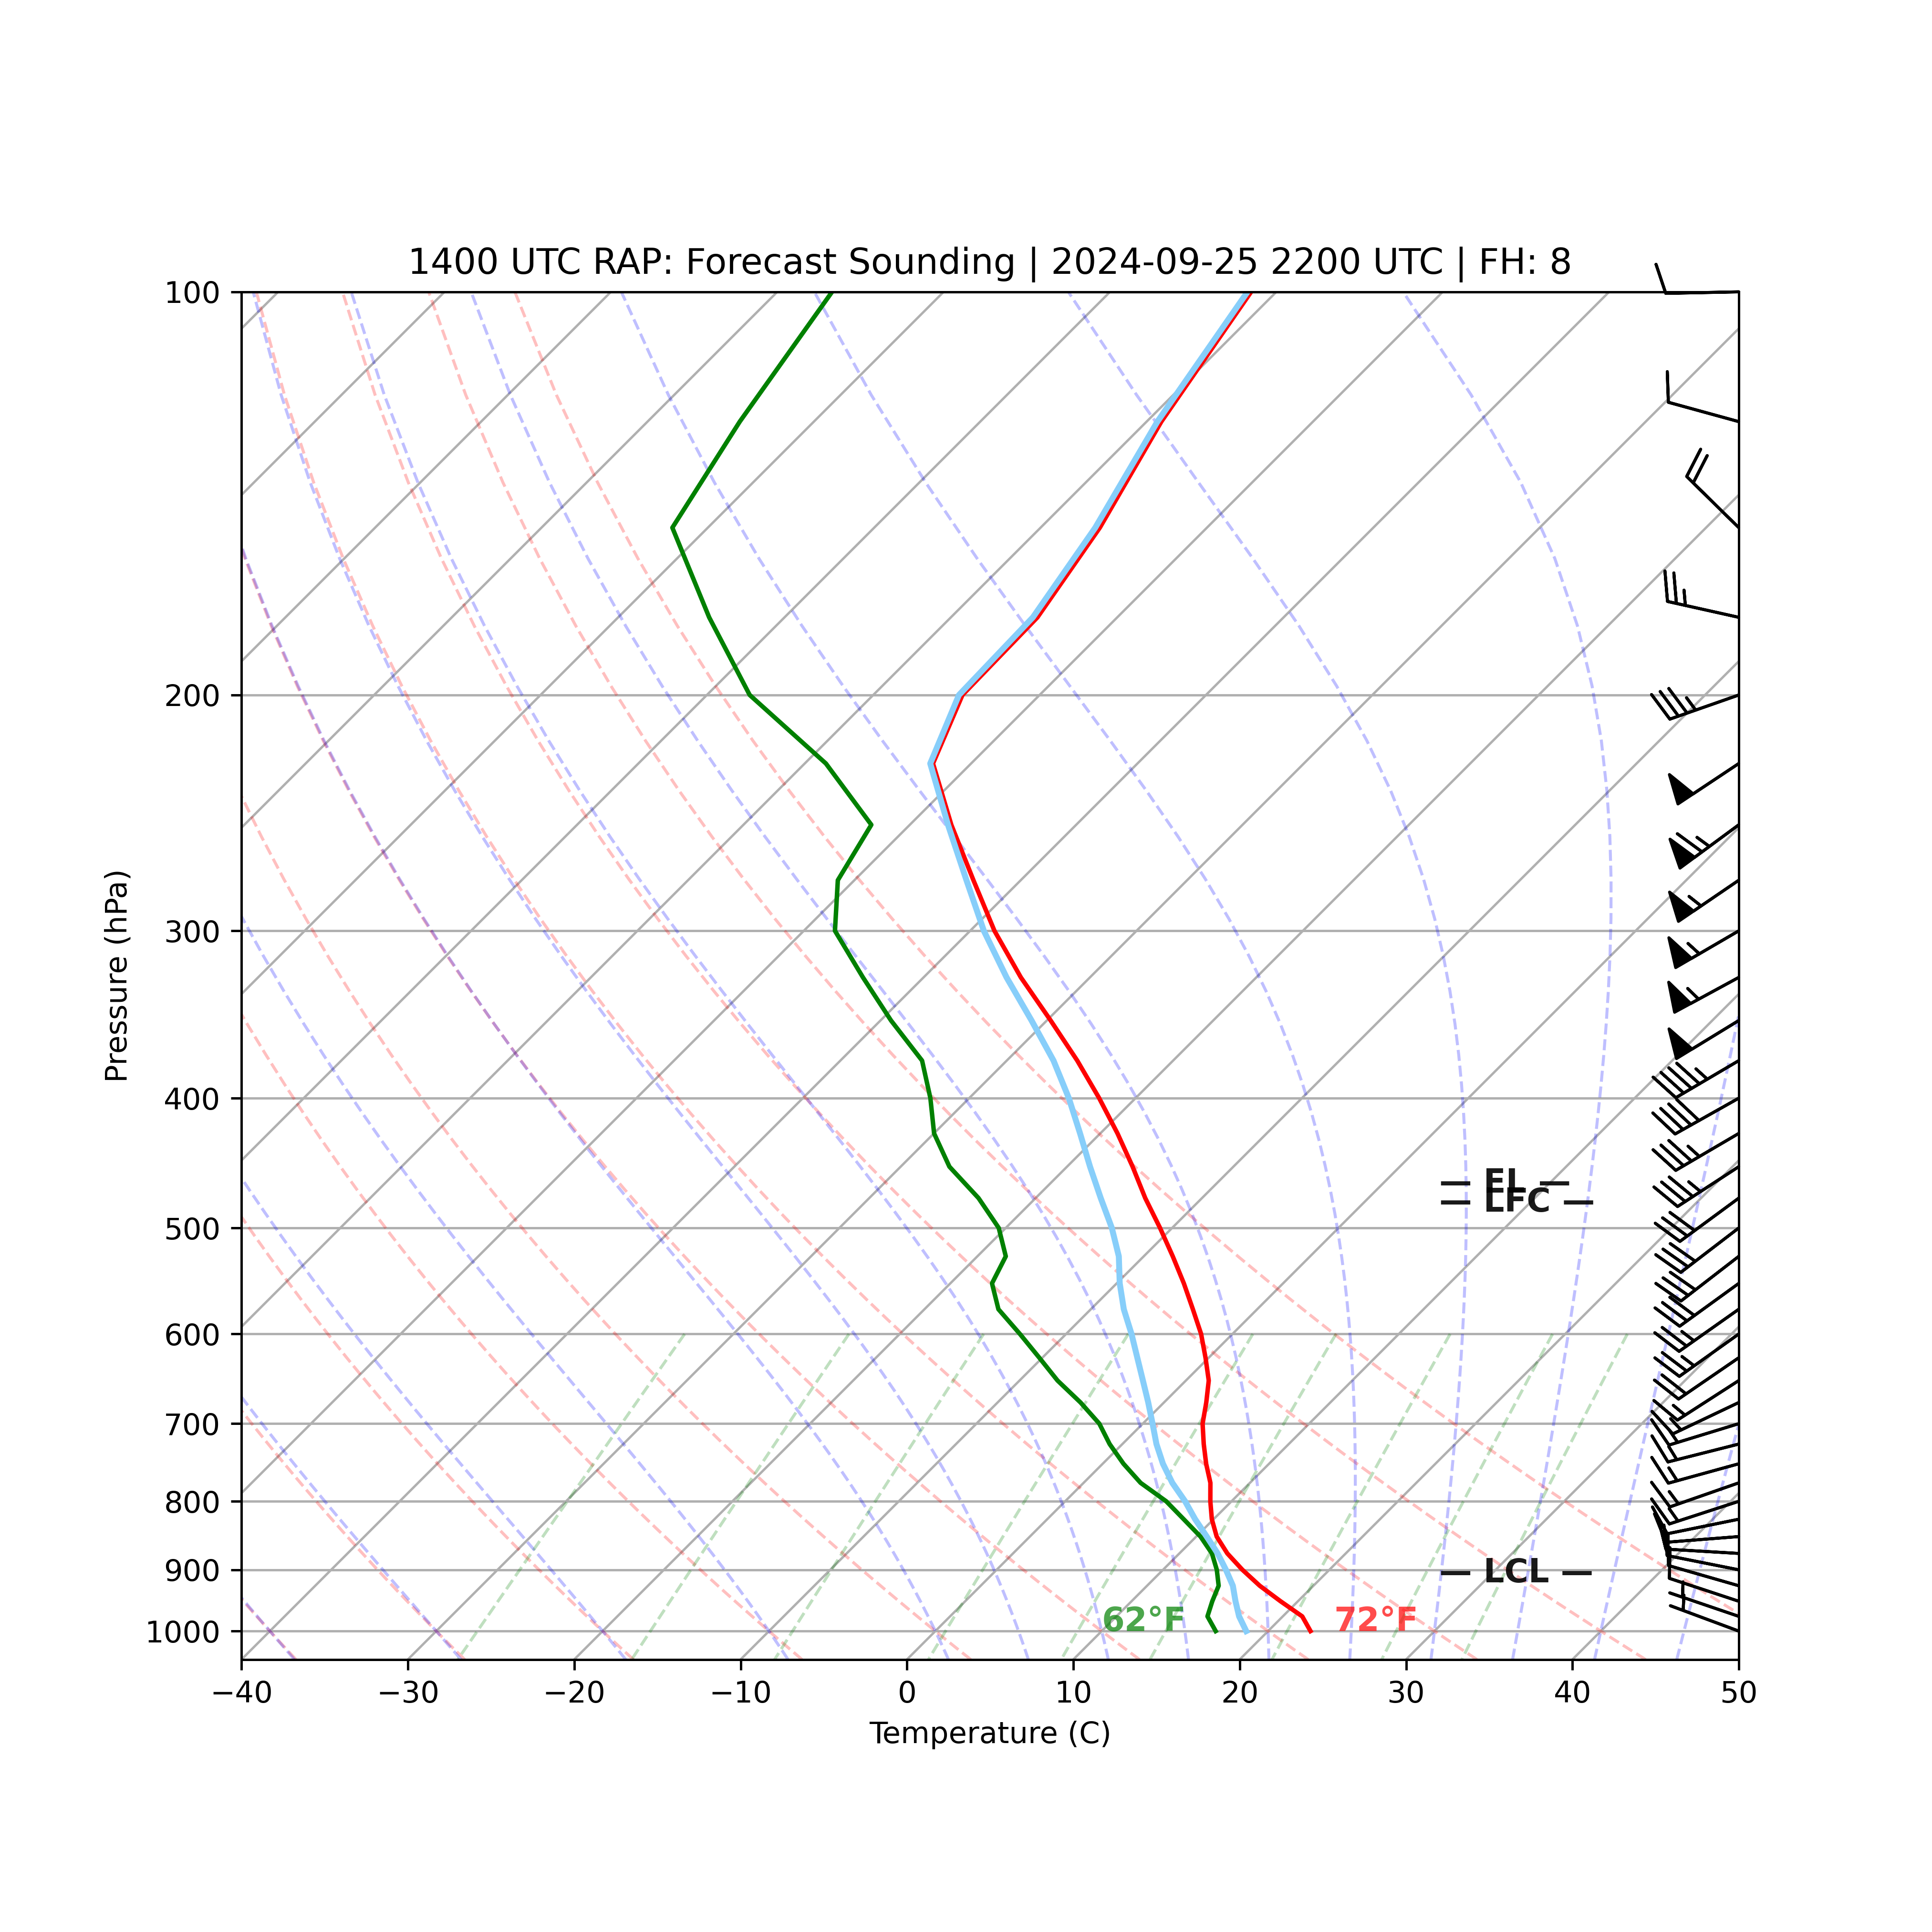 1400 UTC RAP: Forecast Sounding | 2024-09-25 2200 UTC | FH: 8
100
200
300
400
500
600
700
800
900
1000
Pressure (hPa)
— EL —
— LFC —
— LCL —
62°F
72°F
−40
−30
−20
−10
0
10
20
30
40
50
Temperature (C)